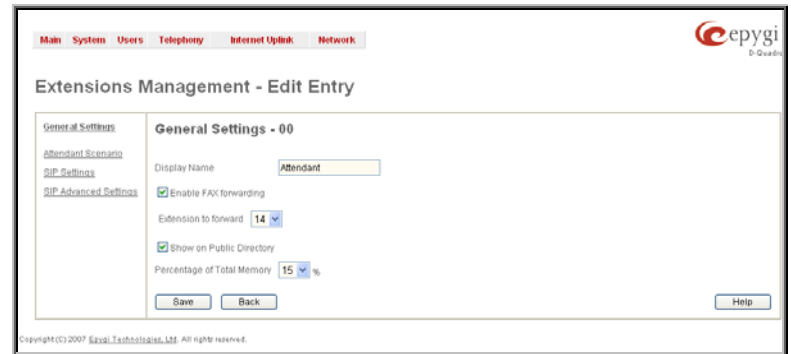 Main System Users Telephony Internet Uplink Network
epygi
D-Quadro
Extensions Management - Edit Entry
General Settings
Attendant Scenario
SIP Settings
SIP Advanced Settings
General Settings - 00
Display Name Attendant
Enable FAX forwarding
Extension to forward 14
Show on Public Directory
Percentage of Total Memory 15 %
Save Back Help
Copyright (C) 2007 Epygi Technologies, Ltd. All rights reserved.